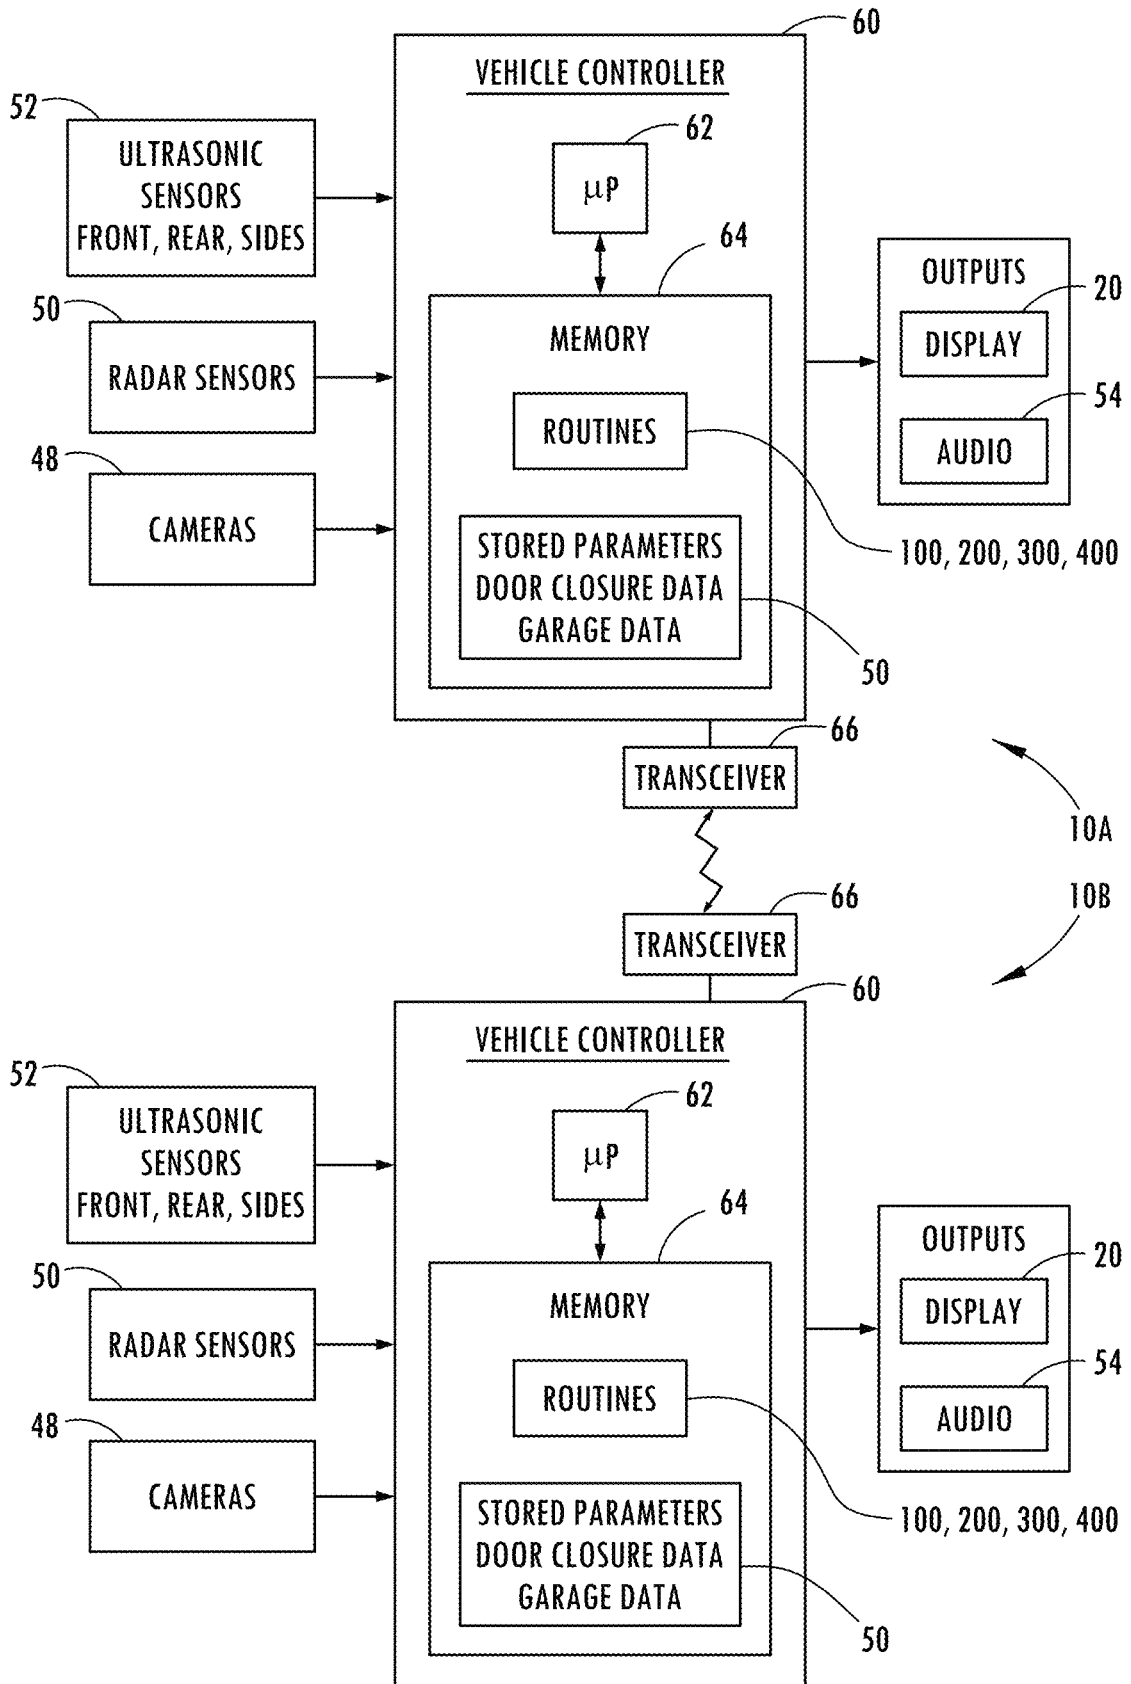 60
VEHICLE CONTROLLER
52
ULTRASONIC
SENSORS
FRONT, REAR, SIDES
62
μP
64
OUTPUTS
50
20
MEMORY
DISPLAY
RADAR SENSORS
54
ROUTINES
48
AUDIO
CAMERAS
STORED PARAMETERS
DOOR CLOSURE DATA
GARAGE DATA
100, 200, 300, 400
50
66
TRANSCEIVER
10A
10B
66
TRANSCEIVER
60
VEHICLE CONTROLLER
52
ULTRASONIC
SENSORS
FRONT, REAR, SIDES
62
μP
64
OUTPUTS
50
20
MEMORY
DISPLAY
RADAR SENSORS
54
ROUTINES
48
AUDIO
CAMERAS
STORED PARAMETERS
DOOR CLOSURE DATA
GARAGE DATA
100, 200, 300, 400
50